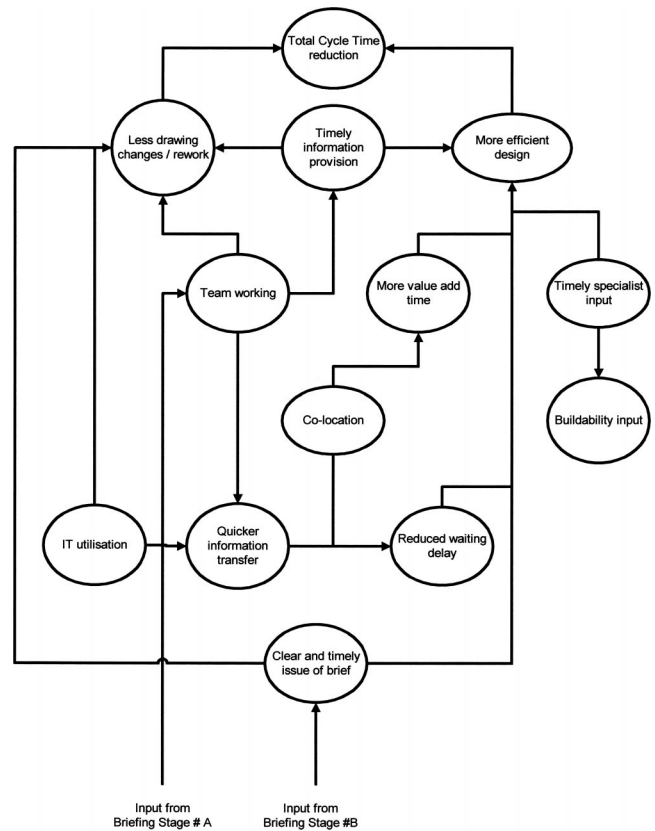 Total Cycle Time
reduction
Less drawing
changes / rework
Timely
information
provision
More efficient
design
Team working
More value add
time
Timely specialist
input
Co-location
Buildability input
IT utilisation
Quicker
information
transfer
Reduced waiting
delay
Clear and timely
issue of brief
Input from
Briefing Stage # A
Input from
Briefing Stage #B